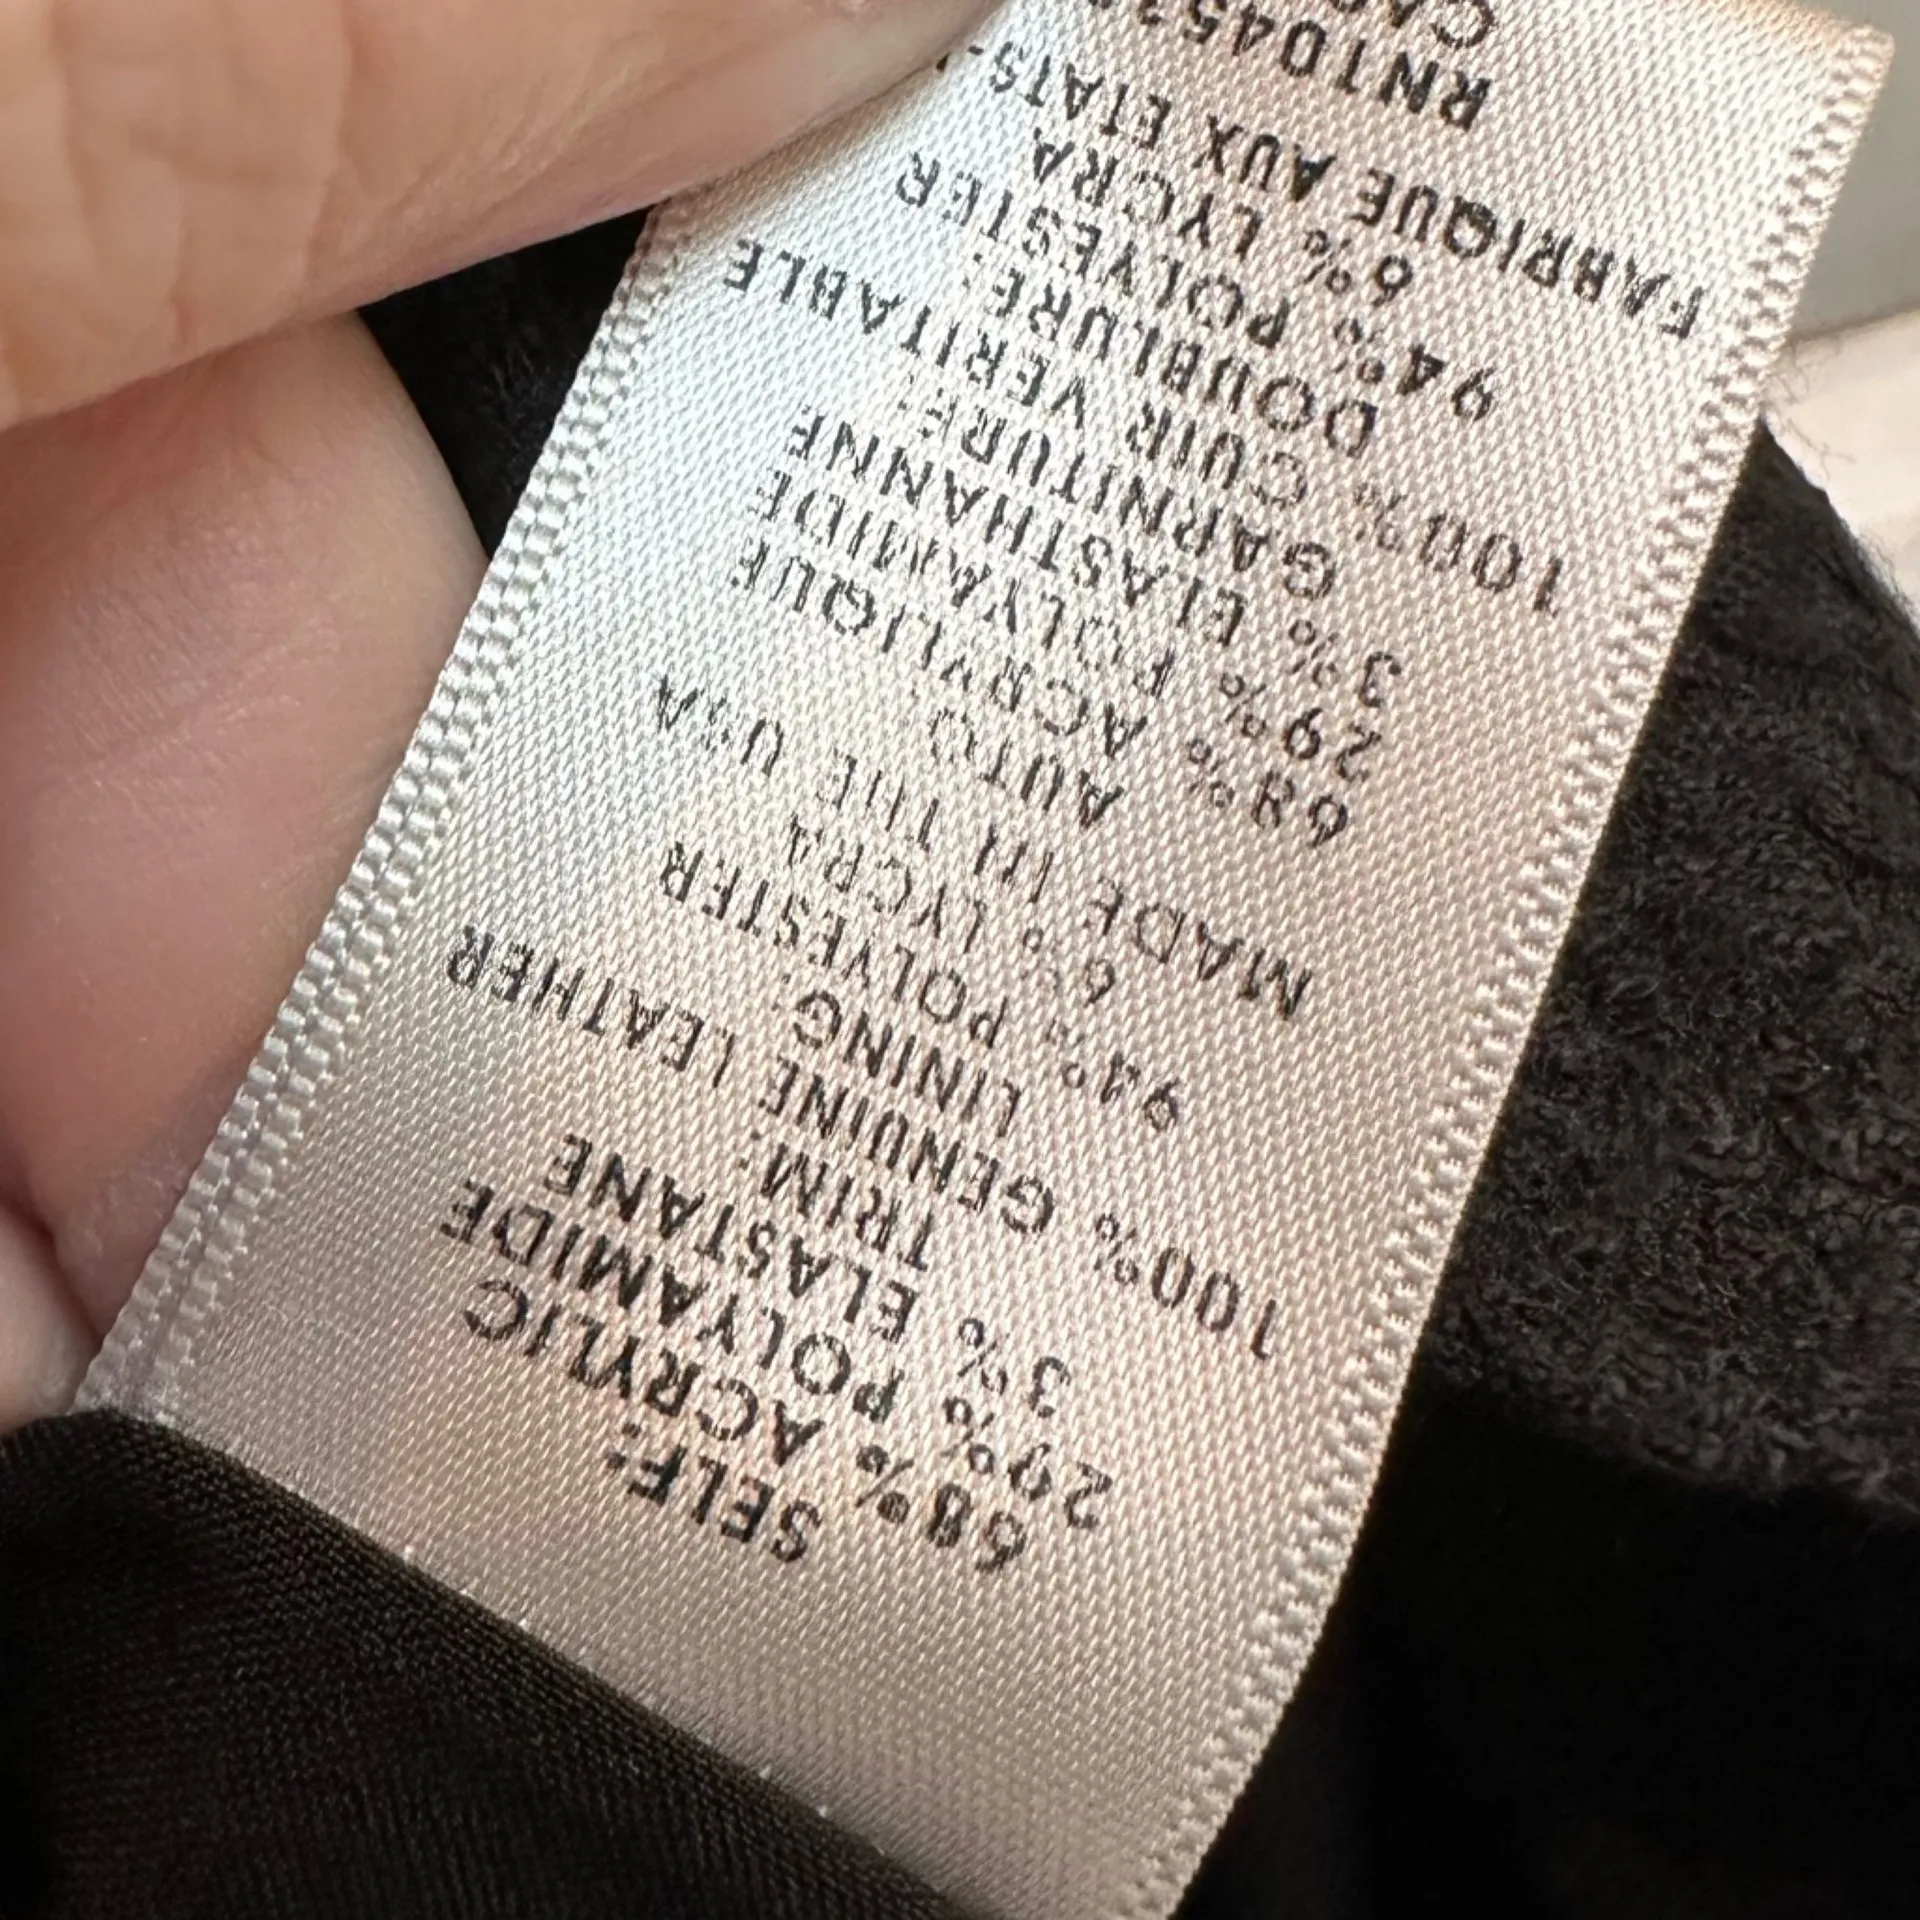 SELF:
68% ACRYLIC
29% POLYAMIDE
3% ELASTANE
TRIM:
100% GENUINE LEATHER
LINING:
94% POLYESTER
6% LYCRA
MADE IN THE USA
AUTO
68% ACRYLIQUE
29% POLYAMIDE
3% ELASTHANNE
GARNITURE:
100% CUIR VERITABLE
DOUBLURE:
94% POLYESTER
6% LYCRA
FABRIQUE AUX ETATS-